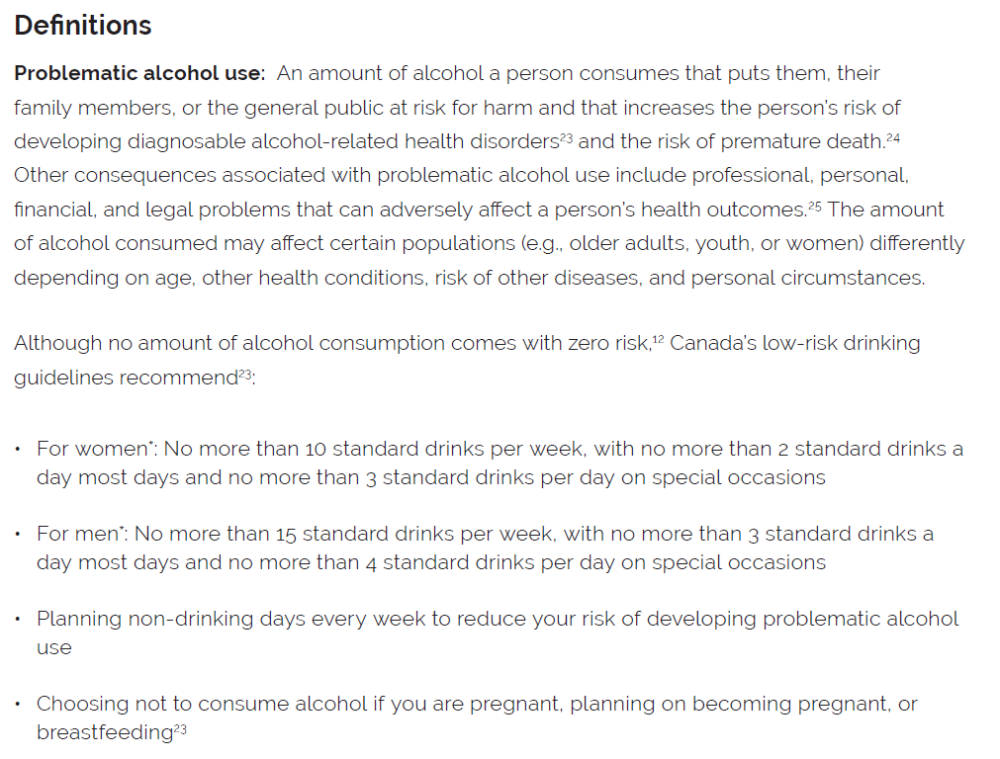 Definitions
Problematic alcohol use: An amount of alcohol a person consumes that puts them, their
family members, or the general public at risk for harm and that increases the person’s risk of
developing diagnosable alcohol-related health disorders²³ and the risk of premature death.²⁴
Other consequences associated with problematic alcohol use include professional, personal,
financial, and legal problems that can adversely affect a person’s health outcomes.²⁵ The amount
of alcohol consumed may affect certain populations (e.g., older adults, youth, or women) differently
depending on age, other health conditions, risk of other diseases, and personal circumstances.
Although no amount of alcohol consumption comes with zero risk,¹² Canada’s low-risk drinking
guidelines recommend²³:
• For women*: No more than 10 standard drinks per week, with no more than 2 standard drinks a
day most days and no more than 3 standard drinks per day on special occasions
• For men*: No more than 15 standard drinks per week, with no more than 3 standard drinks a
day most days and no more than 4 standard drinks per day on special occasions
• Planning non-drinking days every week to reduce your risk of developing problematic alcohol
use
• Choosing not to consume alcohol if you are pregnant, planning on becoming pregnant, or
breastfeeding²³